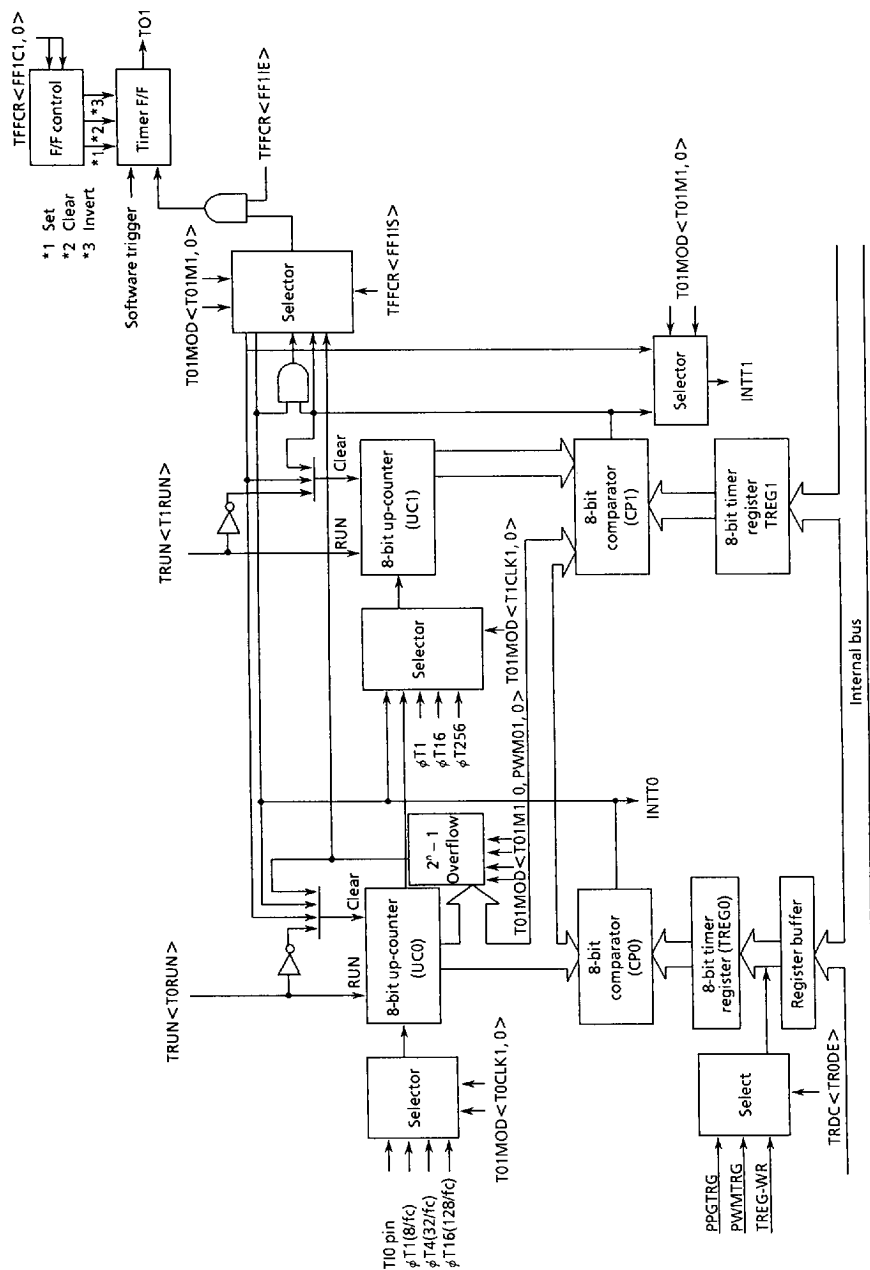 TRUN<T0RUN>
TRUN<T1RUN>
TFFCR<FF1C1, 0>
F/F control
*1 *2 *3
Timer F/F
TO1
*1 Set
*2 Clear
*3 Invert
Software trigger
TFFCR<FF1IE>
T01MOD<T01M1, 0>
Selector
TFFCR<FF1IS>
RUN
Clear
8-bit up-counter
(UC0)
RUN
Clear
8-bit up-counter
(UC1)
TI0 pin
φT1(8/fc)
φT4(32/fc)
φT16(128/fc)
Selector
T01MOD<T0CLK1, 0>
2ⁿ – 1
Overflow
T01MOD<T01M1, 0, PWM01, 0>
φT1
φT16
φT256
Selector
T01MOD<T1CLK1, 0>
T01MOD<T01M1, 0>
Selector
INTT1
8-bit
comparator
(CP0)
INTT0
8-bit
comparator
(CP1)
8-bit timer
register (TREG0)
Register buffer
8-bit timer
register
TREG1
PPGTRG
PWMTRG
TREG-WR
Select
TRDC<TR0DE>
Internal bus